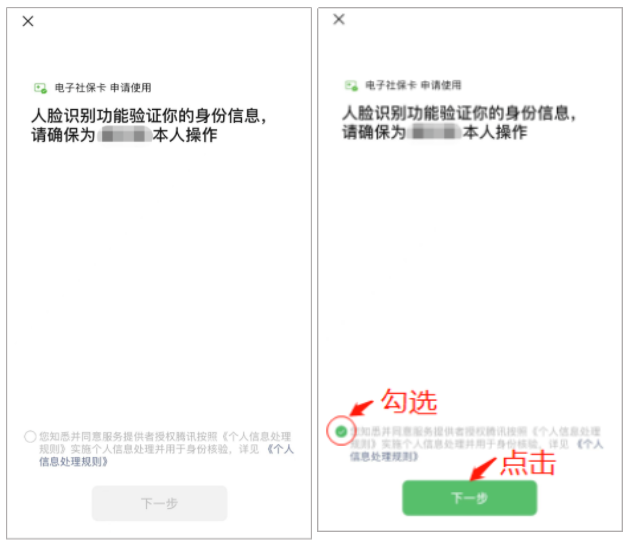 电子社保卡 申请使用
人脸识别功能验证你的身份信息，
请确保为 本人操作
您知悉并同意服务提供者授权腾讯按照《个人信息处理
规则》实施个人信息处理并用于身份核验，详见 《个人
信息处理规则》
下一步
电子社保卡 申请使用
人脸识别功能验证你的身份信息，
请确保为 本人操作
勾选
您知悉并同意服务提供者授权腾讯按照《个人信息处理
规则》实施个人信息处理并用于身份核验，详见 《个人
信息处理规则》
点击
下一步